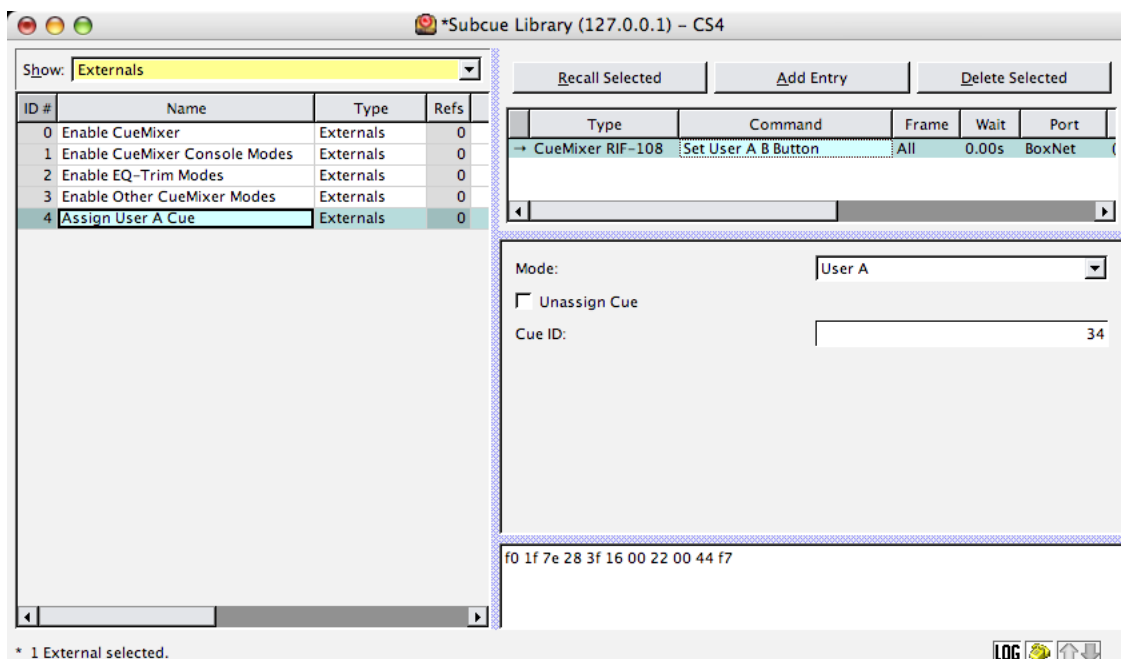 *Subcue Library (127.0.0.1) – CS4
Show: Externals
ID # Name Type Refs
0 Enable CueMixer Externals 0
1 Enable CueMixer Console Modes Externals 0
2 Enable EQ-Trim Modes Externals 0
3 Enable Other CueMixer Modes Externals 0
4 Assign User A Cue Externals 0
Recall Selected Add Entry Delete Selected
Type Command Frame Wait Port
→ CueMixer RIF-108 Set User A B Button All 0.00s BoxNet (
Mode: User A
Unassign Cue
Cue ID: 34
f0 1f 7e 28 3f 16 00 22 00 44 f7
* 1 External selected.
LOG